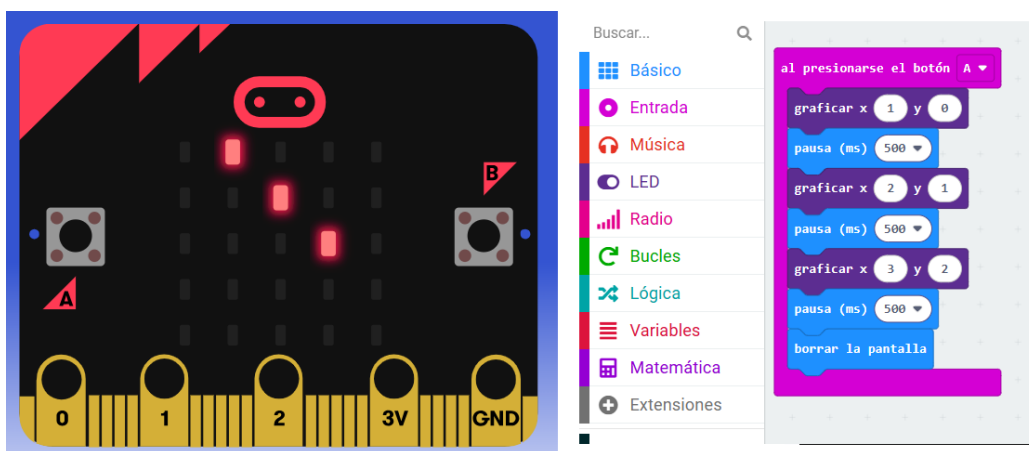 B
A
0 1 2 3V GND
Buscar...
Básico
Entrada
Música
LED
Radio
Bucles
Lógica
Variables
Matemática
Extensiones
al presionarse el botón A
graficar x 1 y 0
pausa (ms) 500
graficar x 2 y 1
pausa (ms) 500
graficar x 3 y 2
pausa (ms) 500
borrar la pantalla